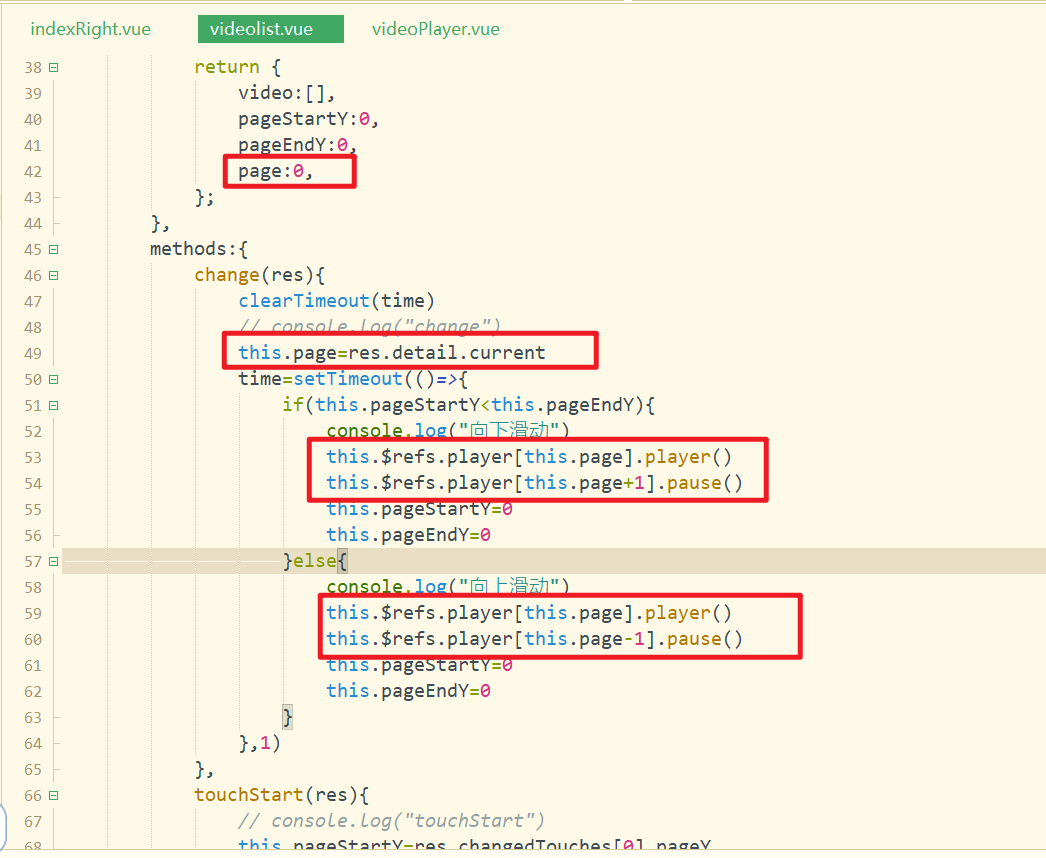 indexRight.vue videolist.vue videoPlayer.vue
38 return {
39 video:[],
40 pageStartY:0,
41 pageEndY:0,
42 page:0,
43 };
44 },
45 methods:{
46 change(res){
47 clearTimeout(time)
48 // console.log("change")
49 this.page=res.detail.current
50 time=setTimeout(()=>{
51 if(this.pageStartY<this.pageEndY){
52 console.log("向下滑动")
53 this.$refs.player[this.page].player()
54 this.$refs.player[this.page+1].pause()
55 this.pageStartY=0
56 this.pageEndY=0
57 }else{
58 console.log("向上滑动")
59 this.$refs.player[this.page].player()
60 this.$refs.player[this.page-1].pause()
61 this.pageStartY=0
62 this.pageEndY=0
63 }
64 },1)
65 },
66 touchStart(res){
67 // console.log("touchStart")
68 this.pageStartY=res.changedTouches[0].pageY